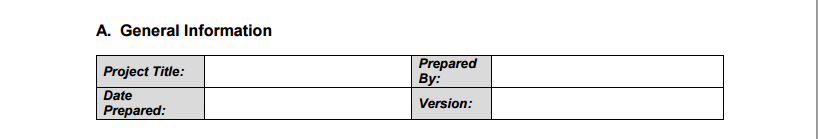 A. General Information
Project Title:
Prepared
By:
Date
Prepared:
Version: